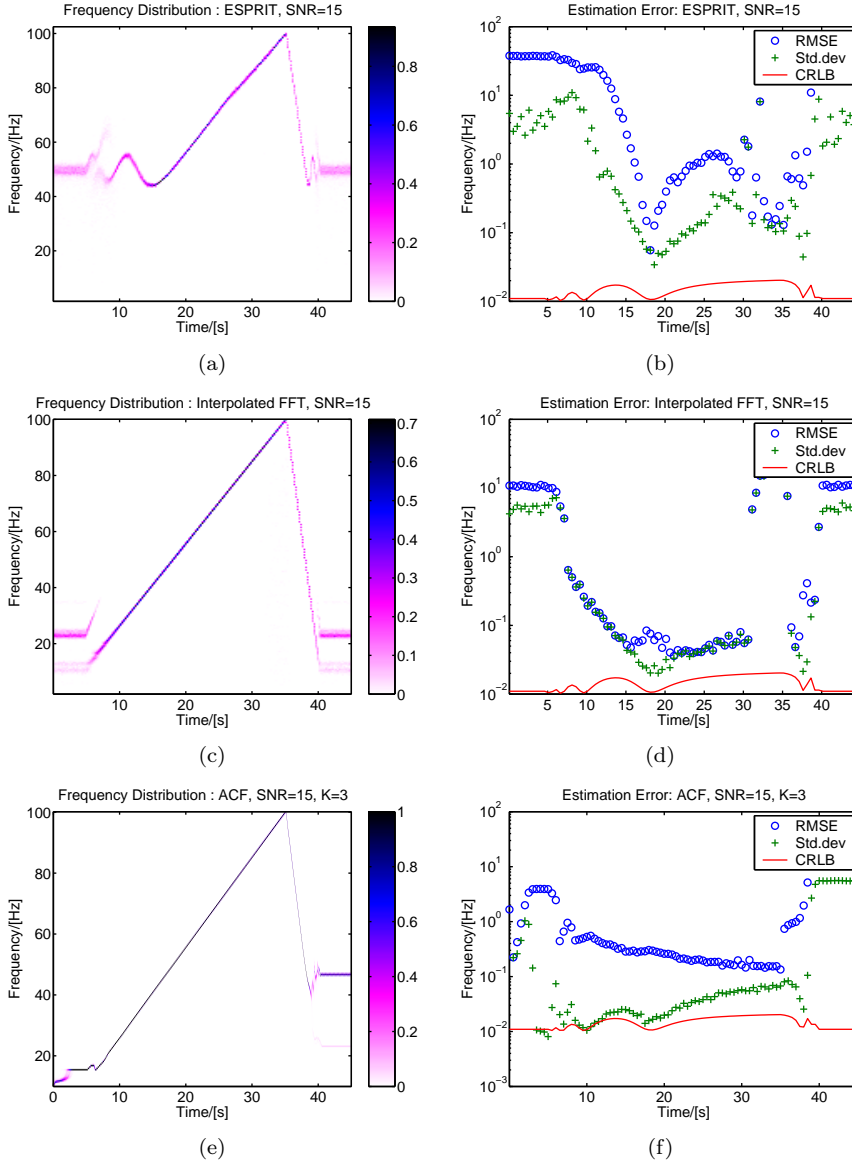 Frequency Distribution : ESPRIT, SNR=15
100
80
60
40
20
Frequency/[Hz]
10
20
30
40
Time/[s]
0.8
0.6
0.4
0.2
0
(a)
Estimation Error: ESPRIT, SNR=15
RMSE
Std.dev
CRLB
10^2
10^1
10^0
10^-1
10^-2
Frequency/[Hz]
5
10
15
20
25
30
35
40
Time/[s]
(b)
Frequency Distribution : Interpolated FFT, SNR=15
100
80
60
40
20
Frequency/[Hz]
10
20
30
40
Time/[s]
0.7
0.6
0.5
0.4
0.3
0.2
0.1
0
(c)
Estimation Error: Interpolated FFT, SNR=15
RMSE
Std.dev
CRLB
10^2
10^1
10^0
10^-1
10^-2
Frequency/[Hz]
5
10
15
20
25
30
35
40
Time/[s]
(d)
Frequency Distribution : ACF, SNR=15, K=3
100
80
60
40
20
Frequency/[Hz]
0
10
20
30
40
Time/[s]
1
0.8
0.6
0.4
0.2
0
(e)
Estimation Error: ACF, SNR=15, K=3
RMSE
Std.dev
CRLB
10^2
10^1
10^0
10^-1
10^-2
10^-3
Frequency/[Hz]
10
20
30
40
Time/[s]
(f)